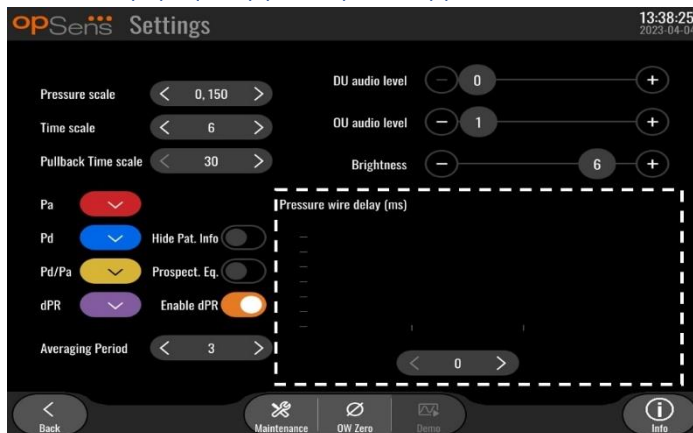 opSens Settings
13:38:25
2023-04-04
Pressure scale
0, 150
Time scale
6
Pullback Time scale
30
DU audio level
0
OU audio level
1
Brightness
6
Pa
Pd
Hide Pat. Info
Pd/Pa
Prospect. Eq.
dPR
Enable dPR
Averaging Period
3
Pressure wire delay (ms)
0
Back
Maintenance
OW Zero
Demo
Info